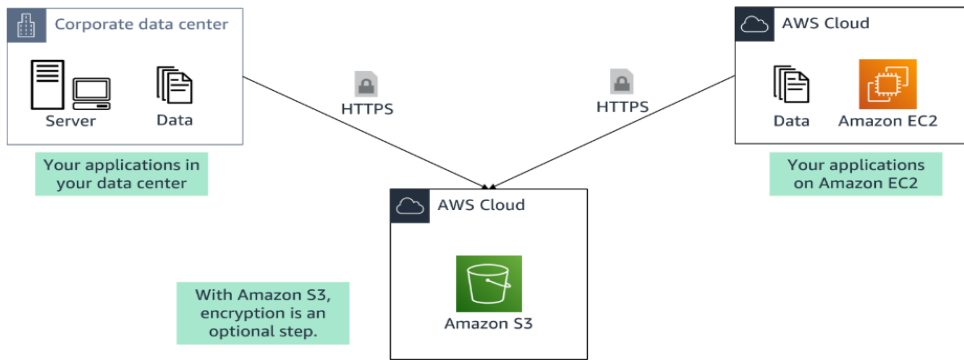 Corporate data center
Server
Data
Your applications in
your data center
HTTPS
HTTPS
AWS Cloud
Data
Amazon EC2
Your applications
on Amazon EC2
AWS Cloud
Amazon S3
With Amazon S3,
encryption is an
optional step.